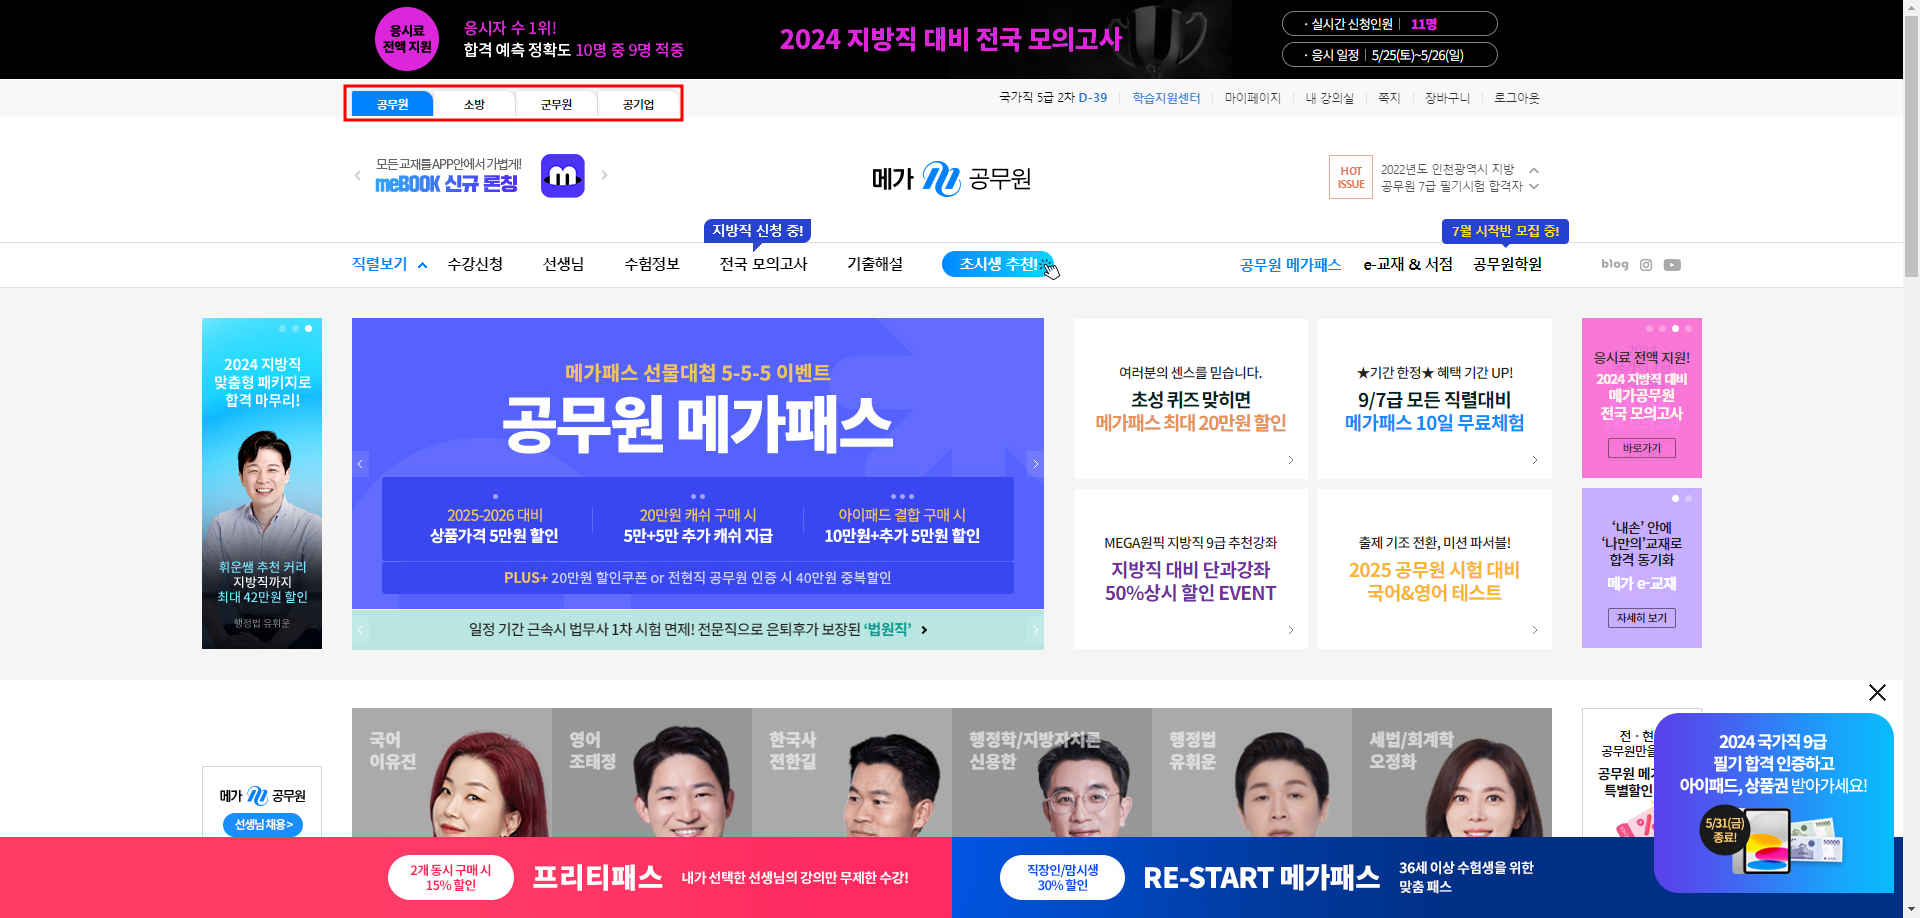 응시료
전액 지원
응시자 수 1위!
합격 예측 정확도 10명 중 9명 적중
2024 지방직 대비 전국 모의고사
· 실시간 신청인원 | 11명
· 응시 일정 | 5/25(토)~5/26(일)
공무원
소방
군무원
공기업
국가직 5급 2차 D-39
학습지원센터
마이페이지
내 강의실
쪽지
장바구니
로그아웃
모든교재를APP안에서가볍게!
meBOOK 신규 론칭
m
메가 공무원
HOT
ISSUE
2022년도 인천광역시 지방
공무원 7급 필기시험 합격자
지방직 신청 중!
7월 시작반 모집 중!
직렬보기
수강신청
선생님
수험정보
전국 모의고사
기출해설
초시생 추천!
공무원 메가패스
e-교재 & 서점
공무원학원
blog
2024 지방직
맞춤형 패키지로
합격 마무리!
휘운쌤 추천 커리
지방직까지
최대 42만원 할인
행정법 유휘운
메가패스 선물대첩 5-5-5 이벤트
공무원 메가패스
2025-2026 대비
상품가격 5만원 할인
20만원 캐쉬 구매 시
5만+5만 추가 캐쉬 지급
아이패드 결합 구매 시
10만원+추가 5만원 할인
PLUS+ 20만원 할인쿠폰 or 전현직 공무원 인증 시 40만원 중복할인
일정 기간 근속시 법무사 1차 시험 면제! 전문직으로 은퇴후가 보장된 ‘법원직’
여러분의 센스를 믿습니다.
초성 퀴즈 맞히면
메가패스 최대 20만원 할인
★기간 한정★ 혜택 기간 UP!
9/7급 모든 직렬대비
메가패스 10일 무료체험
MEGA원픽 지방직 9급 추천강좌
지방직 대비 단과강좌
50%상시 할인 EVENT
출제 기조 전환, 미션 파서블!
2025 공무원 시험 대비
국어&영어 테스트
응시료 전액 지원!
2024 지방직 대비
메가공무원
전국 모의고사
바로가기
‘내손’ 안에
‘나만의’교재로
합격 동기화
메가 e-교재
자세히 보기
메가 공무원
선생님 채용 >
국어
이유진
영어
조태정
한국사
전한길
행정학/지방자치론
신용한
행정법
유휘운
세법/회계학
오정화
전 · 현
공무원만을
공무원 메가
특별할인
2024 국가직 9급
필기 합격 인증하고
아이패드, 상품권 받아가세요!
5/31(금)
종료!
2개 동시 구매 시
15% 할인
프리티패스
내가 선택한 선생님의 강의만 무제한 수강!
직장인/맘시생
30% 할인
RE-START 메가패스
36세 이상 수험생을 위한
맞춤 패스